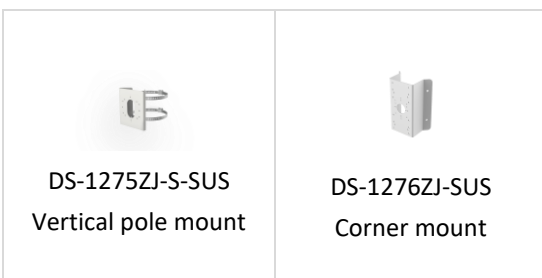 DS-1275ZJ-S-SUS
Vertical pole mount
DS-1276ZJ-SUS
Corner mount